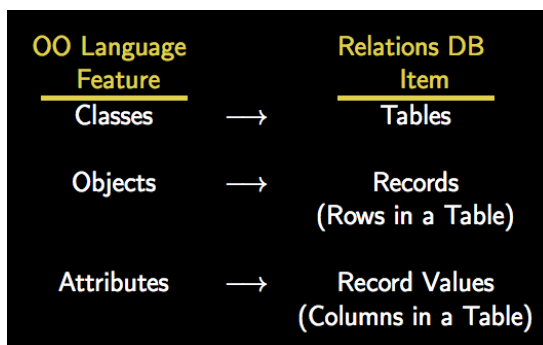 OO Language Relations DB
Feature Item
Classes → Tables
Objects → Records
(Rows in a Table)
Attributes → Record Values
(Columns in a Table)